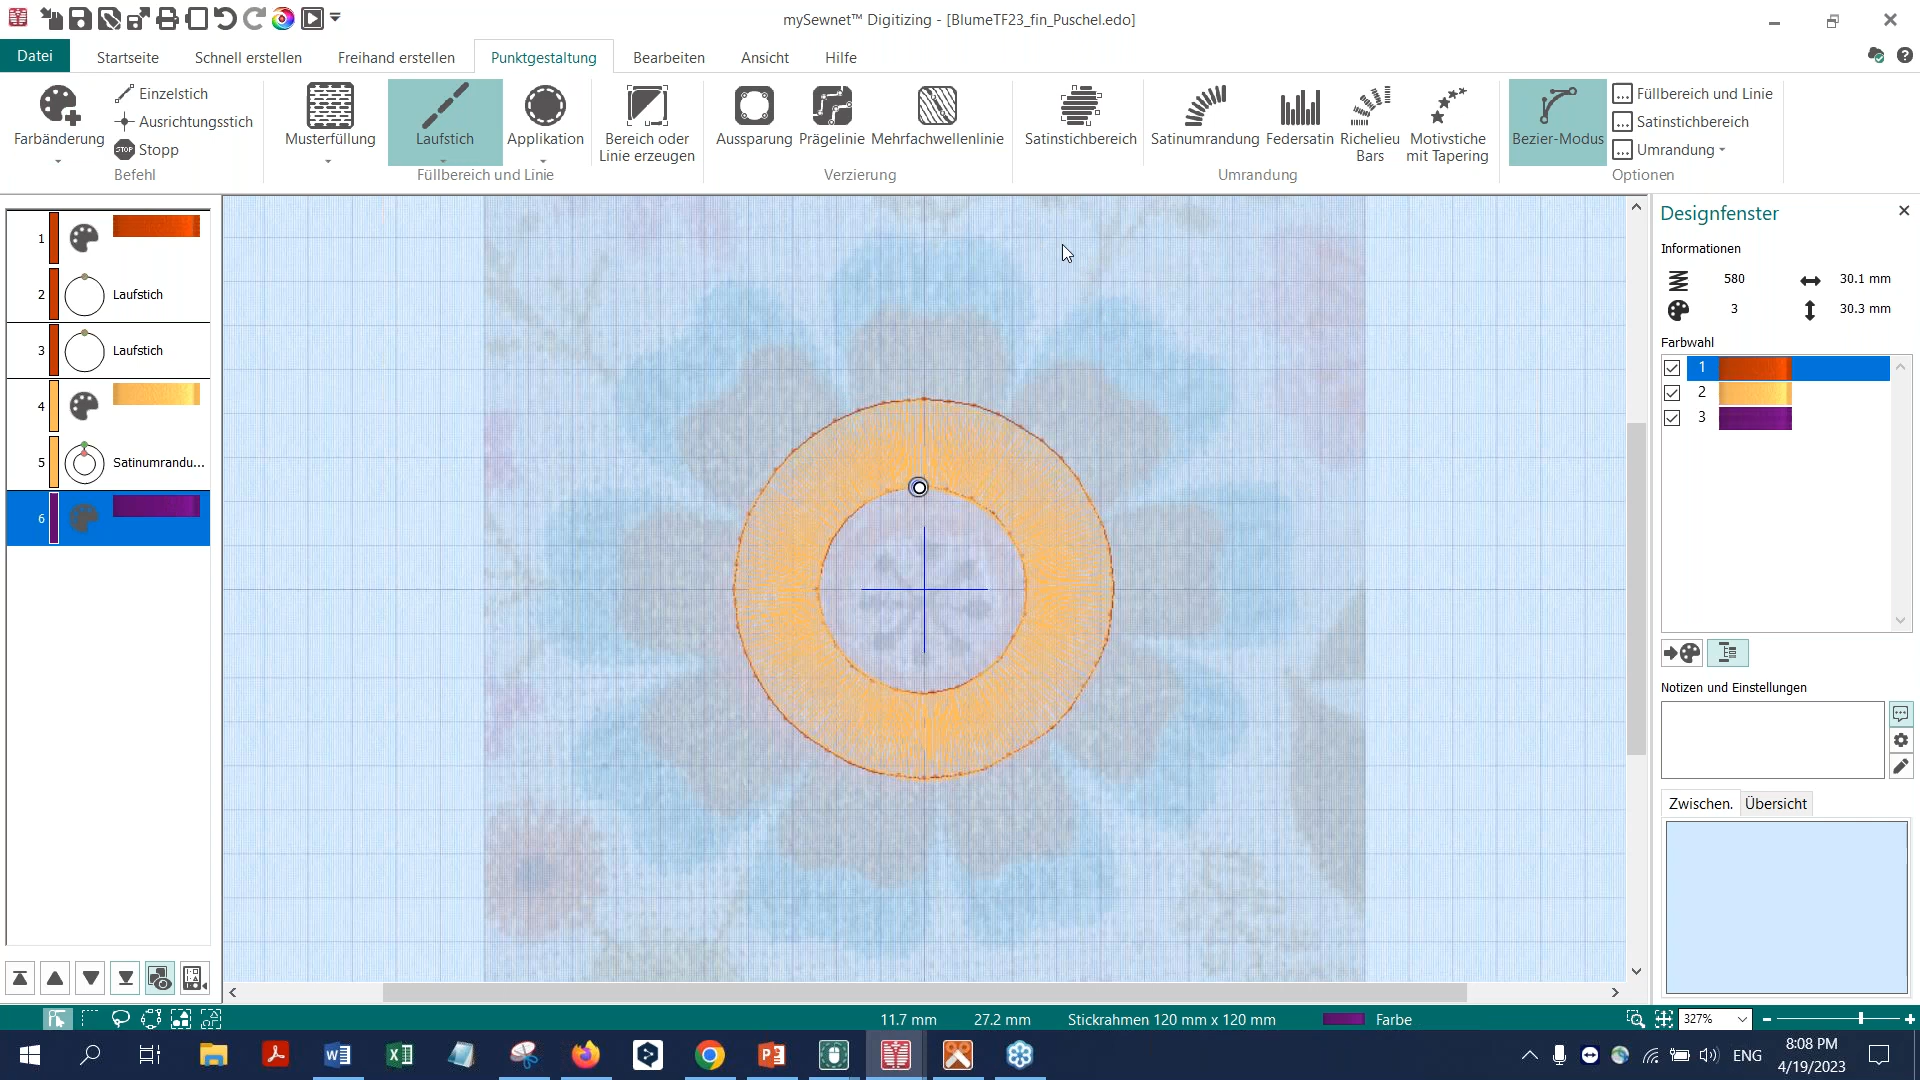 mySewnet™ Digitizing - [BlumeTF23_fin_Puschel.edo]
Datei
Startseite
Schnell erstellen
Freihand erstellen
Punktgestaltung
Bearbeiten
Ansicht
Hilfe
Farbänderung
Einzelstich
Ausrichtungsstich
STOP Stopp
Befehl
Musterfüllung
Laufstich
Applikation
Bereich oder
Linie erzeugen
Füllbereich und Linie
Aussparung
Prägelinie
Mehrfachwellenlinie
Verzierung
Satinstichbereich
Satinumrandung
Federsatin
Richelieu
Bars
Motivstiche
mit Tapering
Umrandung
Bezier-Modus
Füllbereich und Linie
Satinstichbereich
Umrandung
Optionen
1
2 Laufstich
3 Laufstich
4
5 Satinumrandu...
6
Designfenster
Informationen
580 30.1 mm
3 30.3 mm
Farbwahl
1
2
3
Notizen und Einstellungen
Zwischen. Übersicht
11.7 mm 27.2 mm Stickrahmen 120 mm x 120 mm Farbe
327%
ENG
8:08 PM
4/19/2023